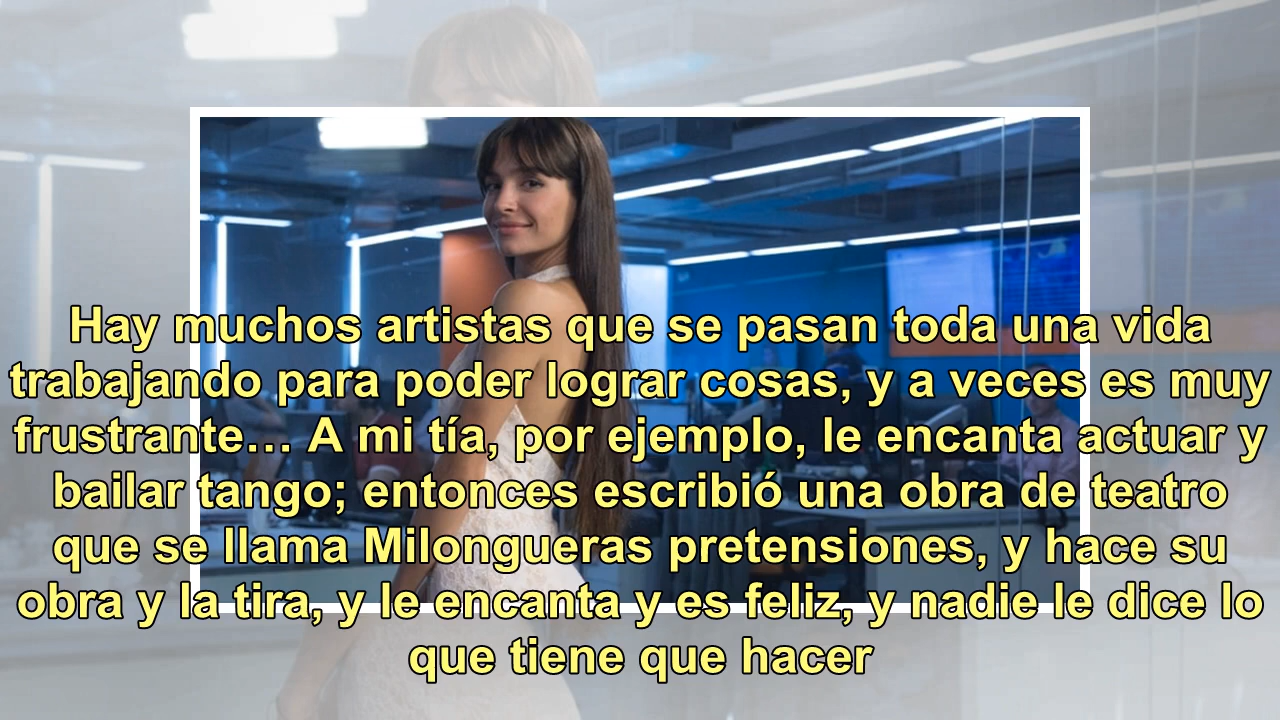 Hay muchos artistas que se pasan toda una vida
trabajando para poder lograr cosas, y a veces es muy
frustrante… A mi tía, por ejemplo, le encanta actuar y
bailar tango; entonces escribió una obra de teatro
que se llama Milongueras pretensiones, y hace su
obra y la tira, y le encanta y es feliz, y nadie le dice lo
que tiene que hacer